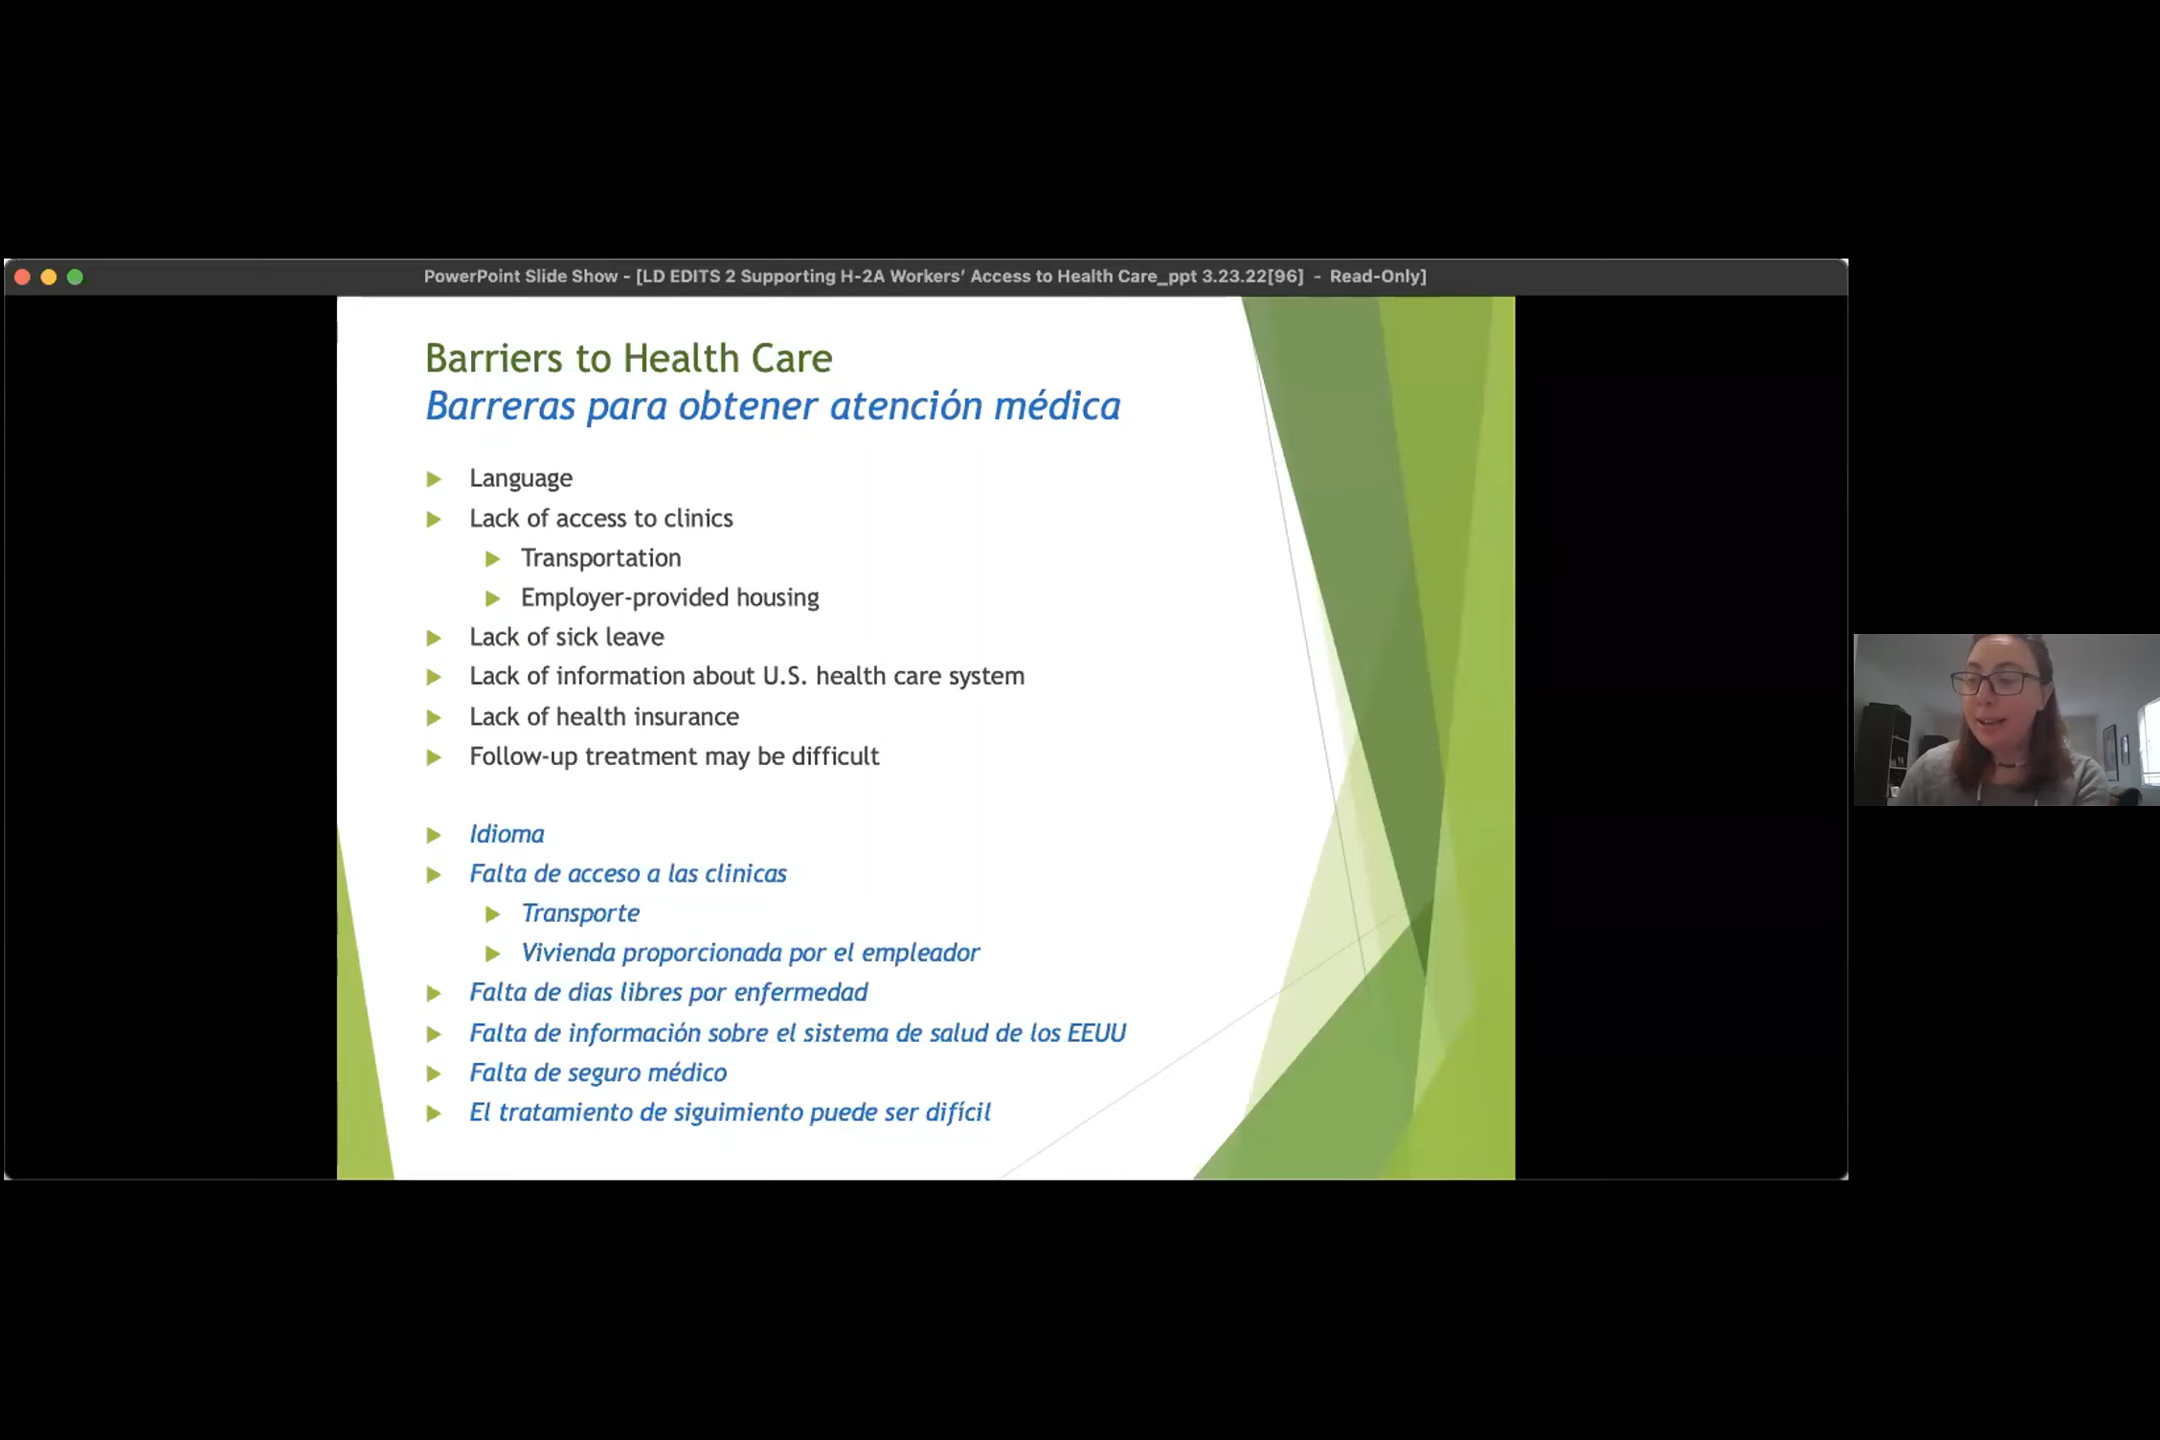 PowerPoint Slide Show - [LD EDITS 2 Supporting H-2A Workers' Access to Health Care_ppt 3.23.22[96] - Read-Only]
Barriers to Health Care
Barreras para obtener atención médica
Language
Lack of access to clinics
Transportation
Employer-provided housing
Lack of sick leave
Lack of information about U.S. health care system
Lack of health insurance
Follow-up treatment may be difficult
Idioma
Falta de acceso a las clinicas
Transporte
Vivienda proporcionada por el empleador
Falta de dias libres por enfermedad
Falta de información sobre el sistema de salud de los EEUU
Falta de seguro médico
El tratamiento de siguimiento puede ser difícil